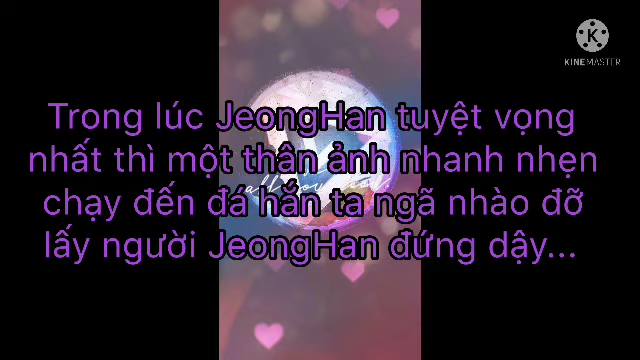 KINEMASTER
Trong lúc JeongHan tuyệt vọng
nhất thì một thân ảnh nhanh nhẹn
chạy đến đá hắn ta ngã nhào đỡ
lấy người JeongHan đứng dậy...